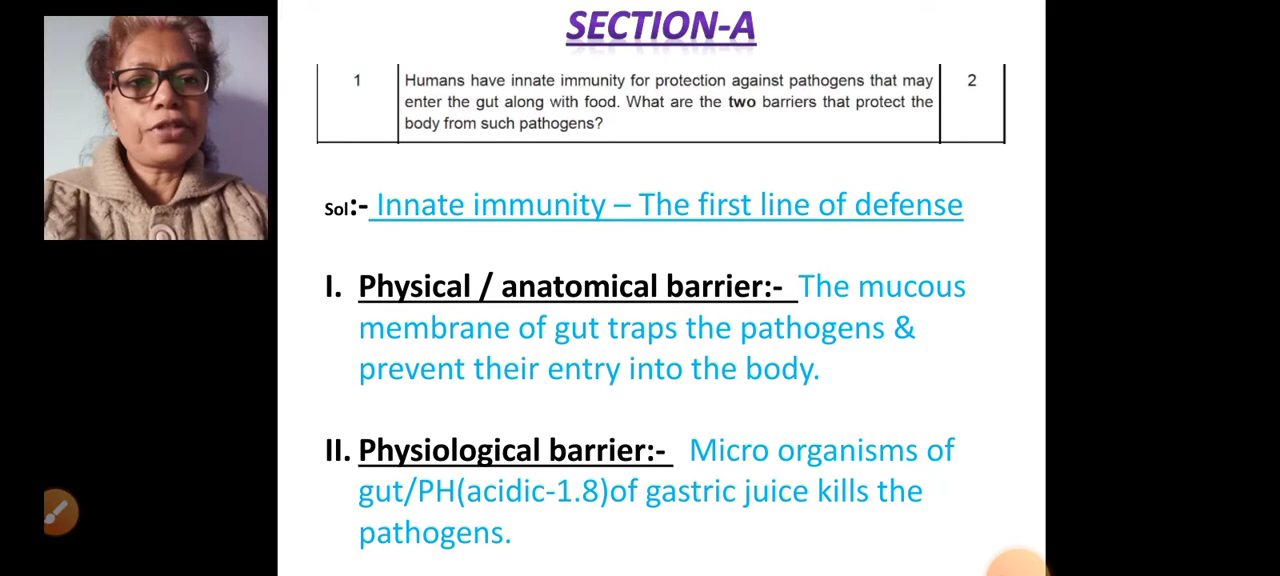 SECTION-A
1 Humans have innate immunity for protection against pathogens that may 2
enter the gut along with food. What are the two barriers that protect the
body from such pathogens?
Sol:- Innate immunity – The first line of defense
I. Physical / anatomical barrier:- The mucous
membrane of gut traps the pathogens &
prevent their entry into the body.
II. Physiological barrier:- Micro organisms of
gut/PH(acidic-1.8)of gastric juice kills the
pathogens.